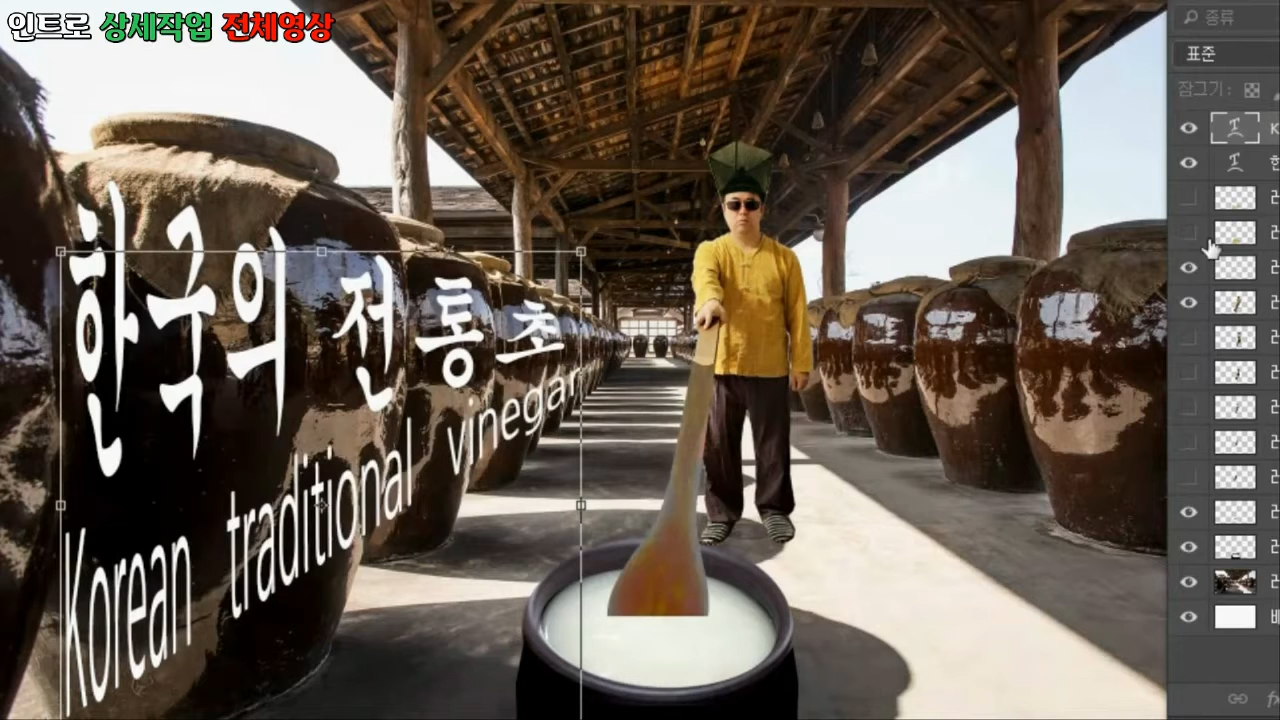 인트로 상세작업 전체영상
종류
표준
잠그기 :
한국의 전통초
Korean traditional vinegar